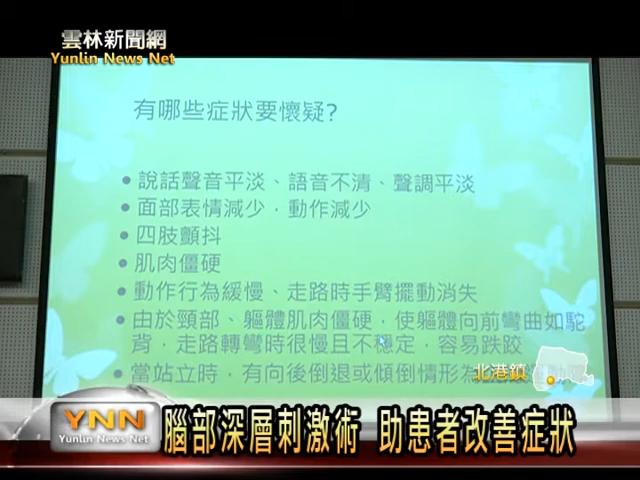 雲林新聞網
Yunlin News Net
有哪些症狀要懷疑?
•說話聲音平淡、語音不清、聲調平淡
•面部表情減少，動作減少
•四肢顫抖
•肌肉僵硬
•動作行為緩慢、走路時手臂擺動消失
•由於頸部、軀體肌肉僵硬，使軀體向前彎曲如駝
背，走路轉彎時很慢且不穩定，容易跌跤
•當站立時，有向後倒退或傾倒情形
北港鎮
YNN
Yunlin News Net
腦部深層刺激術 助患者改善症狀